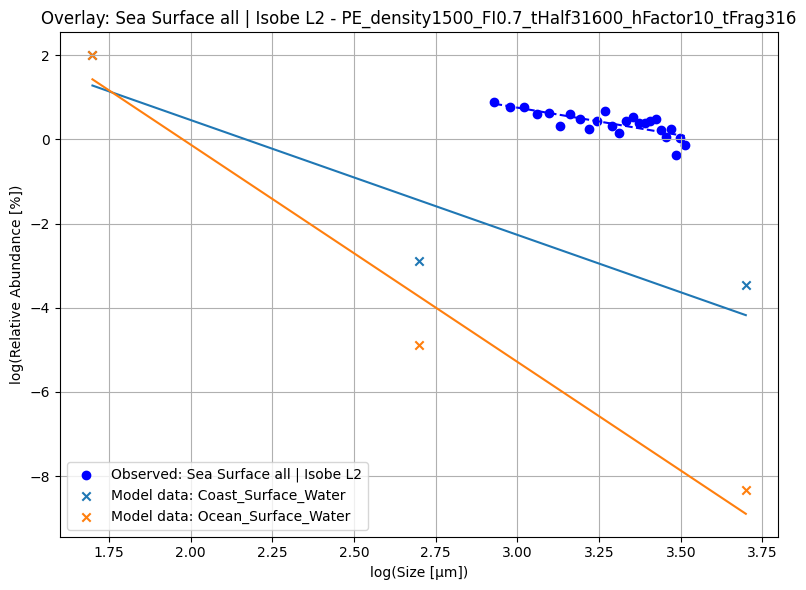 Overlay: Sea Surface all | Isobe L2 - PE_density1500_FI0.7_tHalf31600_hFactor10_tFrag316
log(Relative Abundance [%])
2
0
−2
−4
−6
−8
Observed: Sea Surface all | Isobe L2
Model data: Coast_Surface_Water
Model data: Ocean_Surface_Water
1.75 2.00 2.25 2.50 2.75 3.00 3.25 3.50 3.75
log(Size [μm])